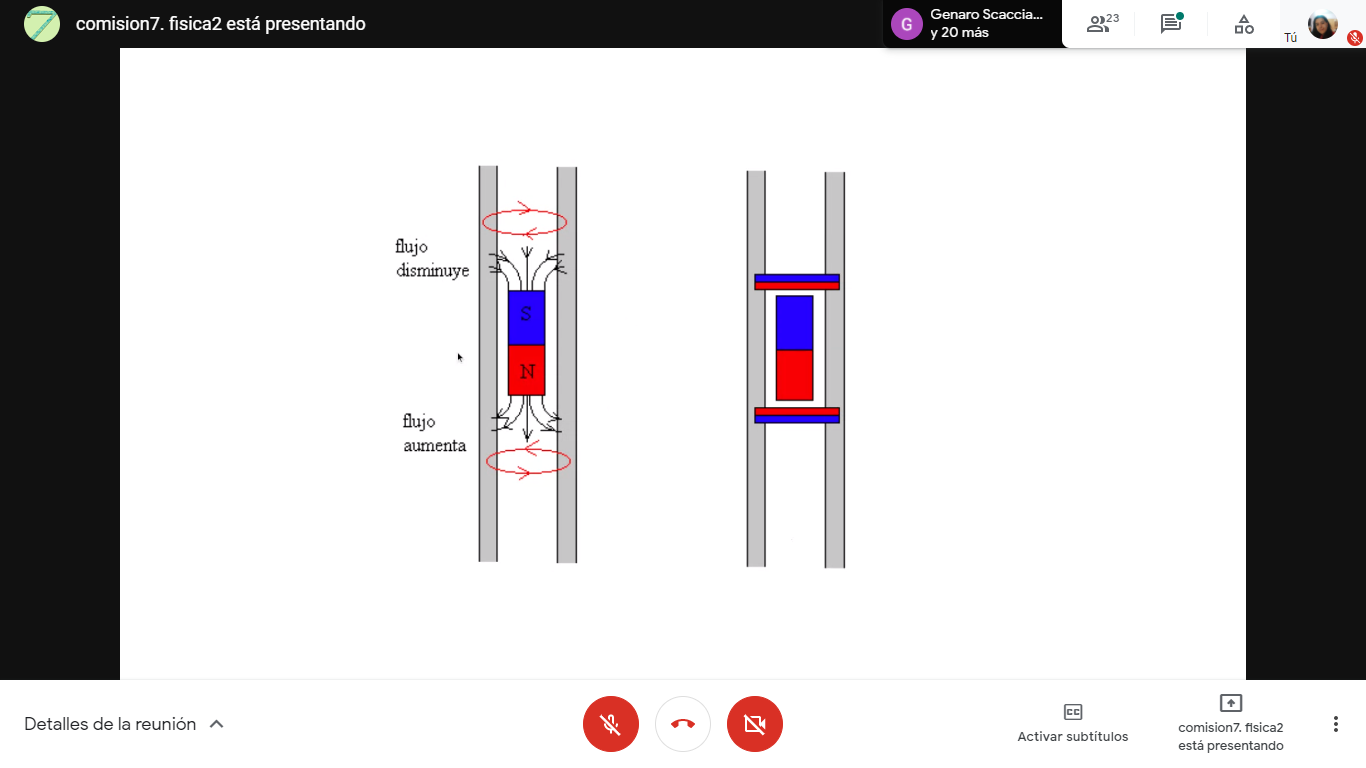 comision7. fisica2 está presentando
G
Genaro Scaccia...
y 20 más
23
Tú
flujo
disminuye
S
N
flujo
aumenta
Detalles de la reunión
CC
Activar subtítulos
comision7. fisica2
está presentando